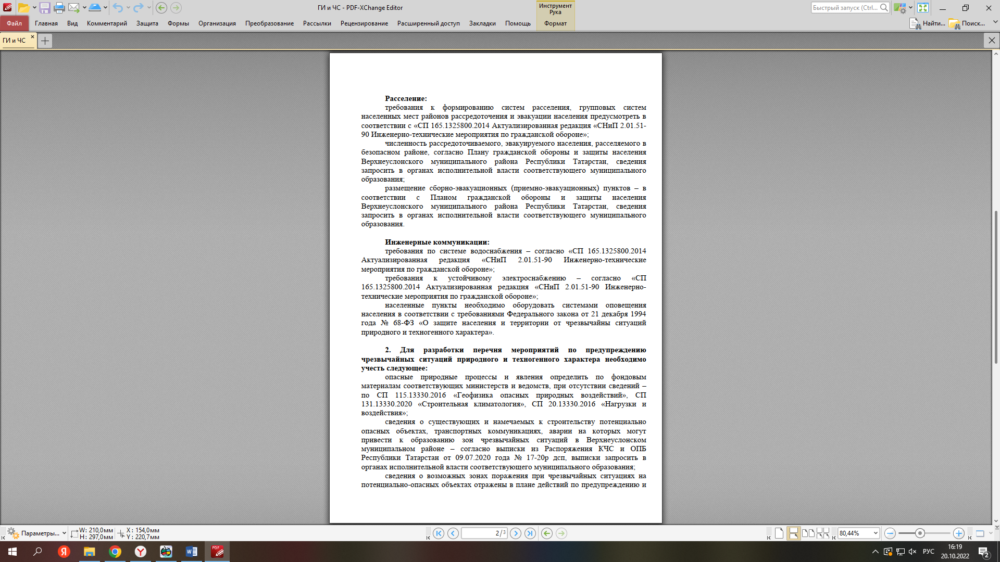 ГИ и ЧС - PDF-XChange Editor
Инструмент
Рука
Быстрый запуск (Ctrl...
Файл Главная Вид Комментарий Защита Формы Организация Преобразование Рассылки Рецензирование Расширенный доступ Закладки Помощь Формат Найти... Поиск...
ГИ и ЧС
Расселение:
требования к формированию систем расселения, групповых систем
населенных мест районов рассредоточения и эвакуации населения предусмотреть в
соответствии с «СП 165.1325800.2014 Актуализированная редакция «СНиП 2.01.51-
90 Инженерно-технические мероприятия по гражданской обороне»;
численность рассредоточиваемого, эвакуируемого населения, расселяемого в
безопасном районе, согласно Плану гражданской обороны и защиты населения
Верхнеуслонского муниципального района Республики Татарстан, сведения
запросить в органах исполнительной власти соответствующего муниципального
образования;
размещение сборно-эвакуационных (приемно-эвакуационных) пунктов – в
соответствии с Планом гражданской обороны и защиты населения
Верхнеуслонского муниципального района Республики Татарстан, сведения
запросить в органах исполнительной власти соответствующего муниципального
образования.
Инженерные коммуникации:
требования по системе водоснабжения – согласно «СП 165.1325800.2014
Актуализированная редакция «СНиП 2.01.51-90 Инженерно-технические
мероприятия по гражданской обороне»;
требования к устойчивому электроснабжению – согласно «СП
165.1325800.2014 Актуализированная редакция «СНиП 2.01.51-90 Инженерно-
технические мероприятия по гражданской обороне»;
населенные пункты необходимо оборудовать системами оповещения
населения в соответствии с требованиями Федерального закона от 21 декабря 1994
года № 68-ФЗ «О защите населения и территории от чрезвычайны ситуаций
природного и техногенного характера».
2. Для разработки перечня мероприятий по предупреждению
чрезвычайных ситуаций природного и техногенного характера необходимо
учесть следующее:
опасные природные процессы и явления определить по фондовым
материалам соответствующих министерств и ведомств, при отсутствии сведений –
по СП 115.13330.2016 «Геофизика опасных природных воздействий», СП
131.13330.2020 «Строительная климатология», СП 20.13330.2016 «Нагрузки и
воздействия»;
сведения о существующих и намечаемых к строительству потенциально
опасных объектах, транспортных коммуникациях, аварии на которых могут
привести к образованию зон чрезвычайных ситуаций в Верхнеуслонском
муниципальном районе – согласно выписки из Распоряжения КЧС и ОПБ
Республики Татарстан от 09.07.2020 года № 17-20р дсп, выписки запросить в
органах исполнительной власти соответствующего муниципального образования;
сведения о возможных зонах поражения при чрезвычайных ситуациях на
потенциально-опасных объектах отражены в плане действий по предупреждению и
Параметры... W: 210,0мм X : 154,0мм
H: 297,0мм Y : 220,7мм
2/3
80,44%
РУС
16:19
20.10.2022
2